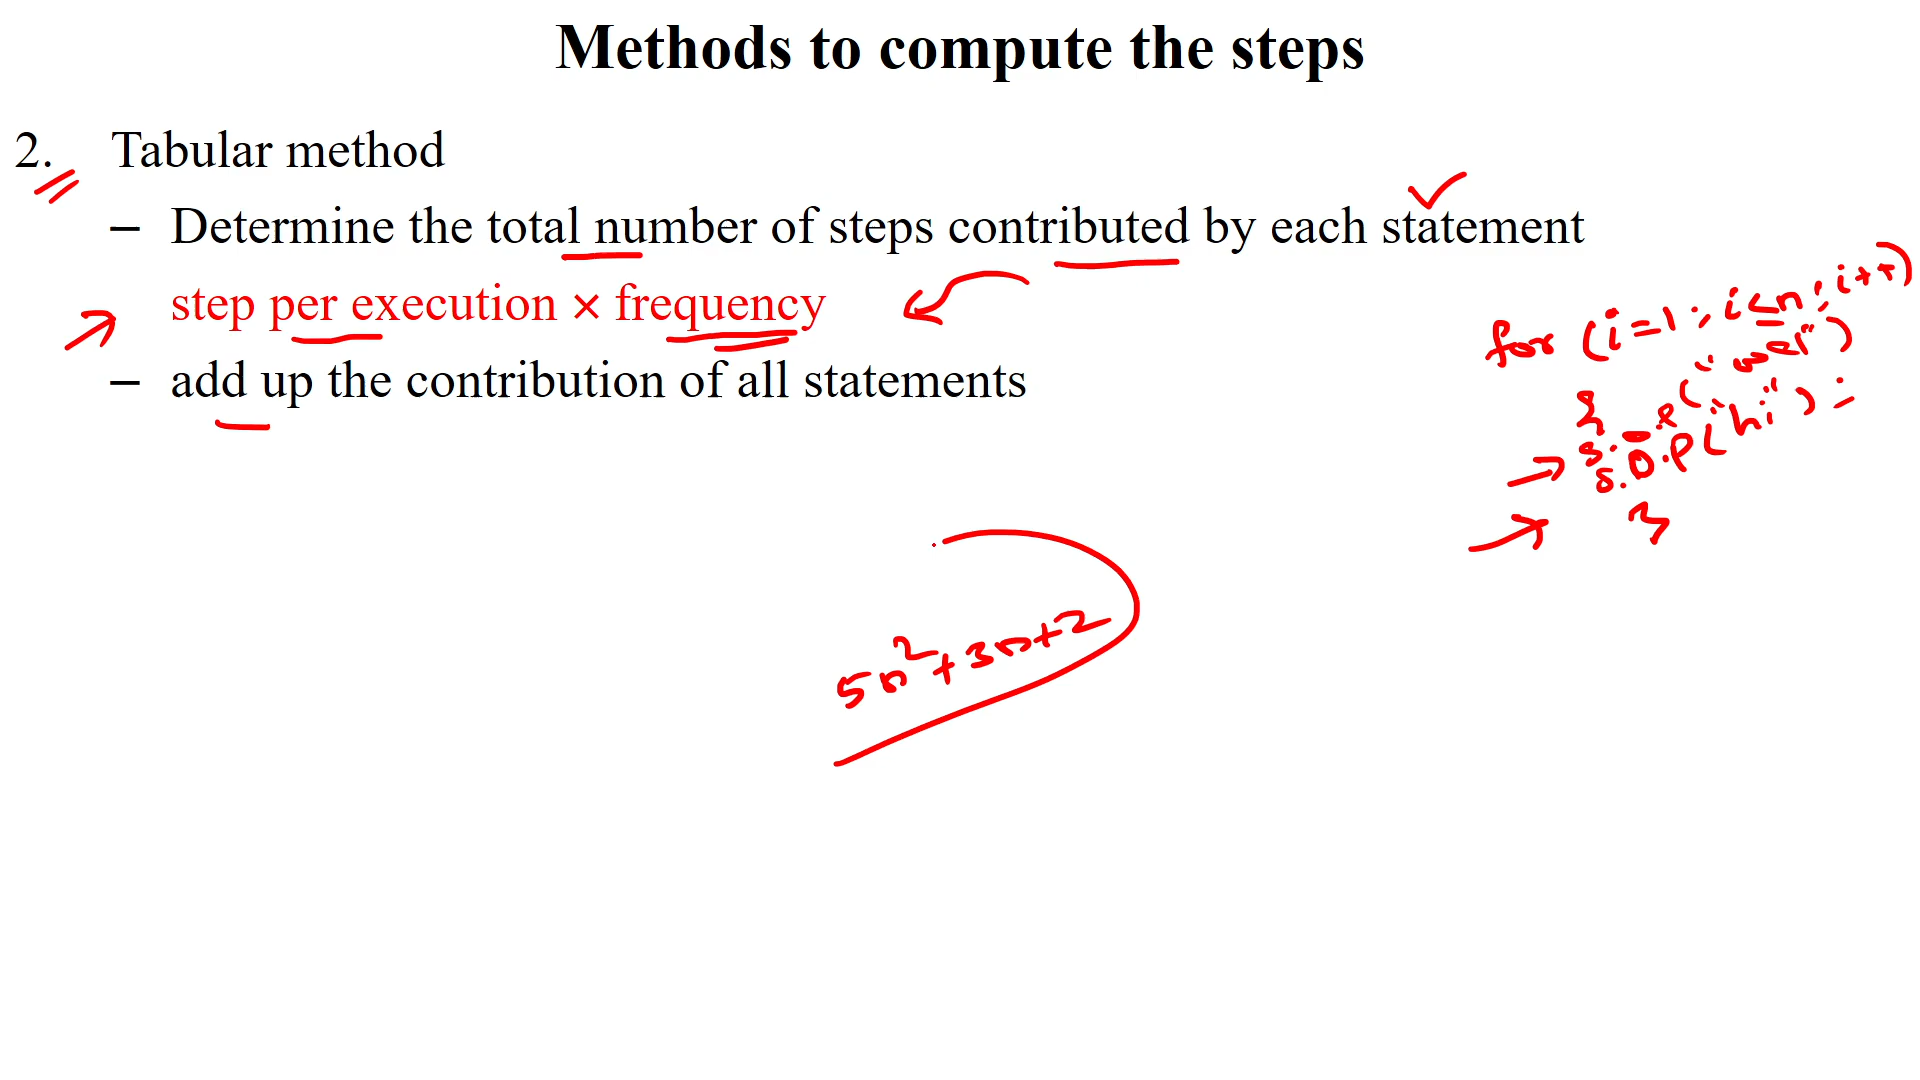 Methods to compute the steps
2. Tabular method
– Determine the total number of steps contributed by each statement
step per execution × frequency
– add up the contribution of all statements
for (i=1; i<=n; i++)
{
S.O.P("
S.O.P("hi");
}
5n²+3n+2